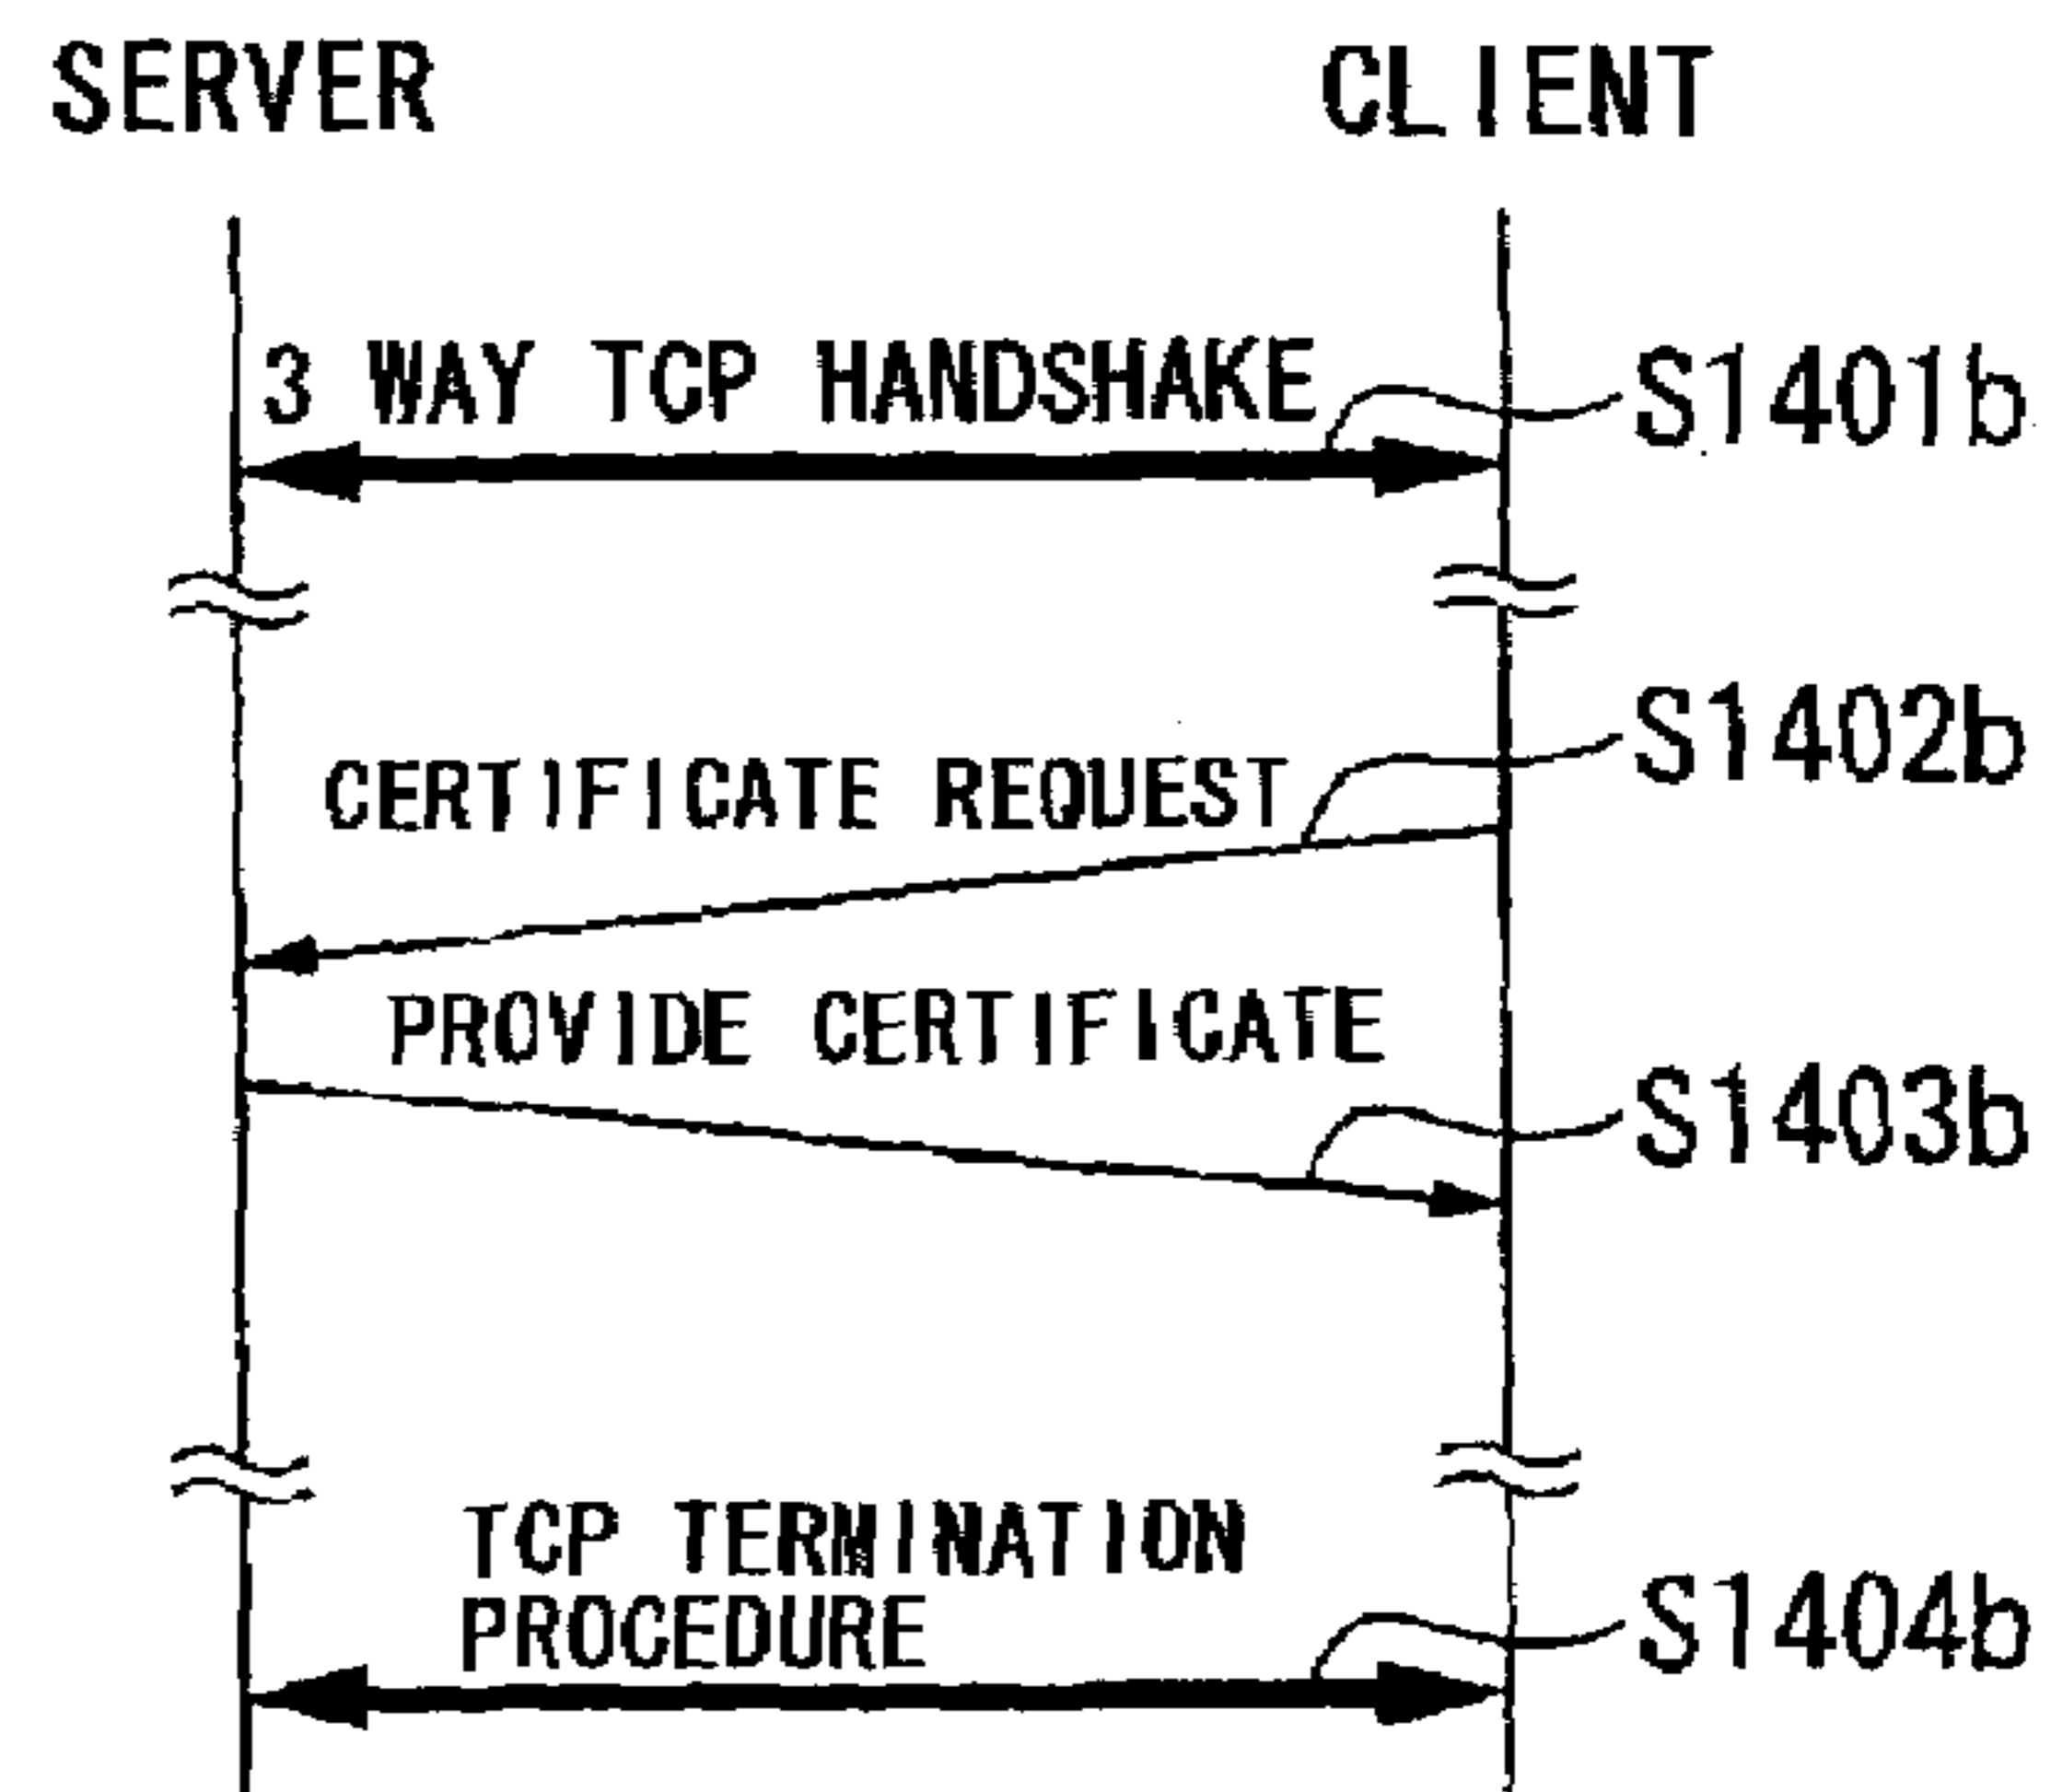 SERVER CLIENT
3 WAY TCP HANDSHAKE S1401b
S1402b
CERTIFICATE REQUEST
PROVIDE CERTIFICATE
S1403b
TCP TERMINATION
PROCEDURE
S1404b